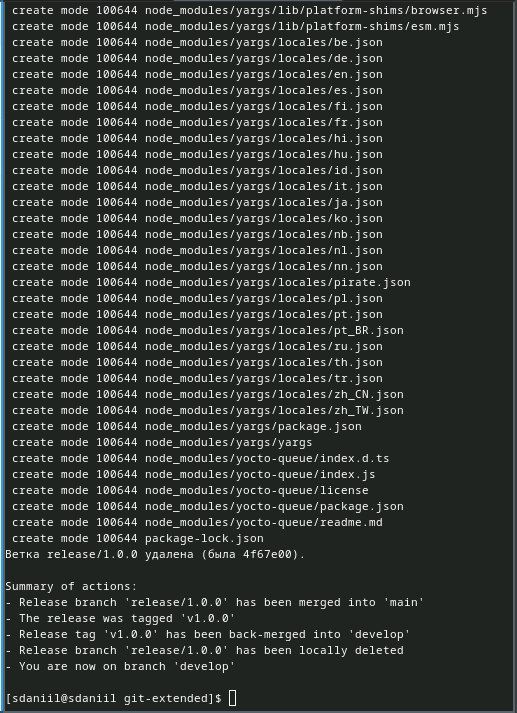 create mode 100644 node_modules/yargs/lib/platform-shims/browser.mjs
create mode 100644 node_modules/yargs/lib/platform-shims/esm.mjs
create mode 100644 node_modules/yargs/locales/be.json
create mode 100644 node_modules/yargs/locales/de.json
create mode 100644 node_modules/yargs/locales/en.json
create mode 100644 node_modules/yargs/locales/es.json
create mode 100644 node_modules/yargs/locales/fi.json
create mode 100644 node_modules/yargs/locales/fr.json
create mode 100644 node_modules/yargs/locales/hi.json
create mode 100644 node_modules/yargs/locales/hu.json
create mode 100644 node_modules/yargs/locales/id.json
create mode 100644 node_modules/yargs/locales/it.json
create mode 100644 node_modules/yargs/locales/ja.json
create mode 100644 node_modules/yargs/locales/ko.json
create mode 100644 node_modules/yargs/locales/nb.json
create mode 100644 node_modules/yargs/locales/nl.json
create mode 100644 node_modules/yargs/locales/nn.json
create mode 100644 node_modules/yargs/locales/pirate.json
create mode 100644 node_modules/yargs/locales/pl.json
create mode 100644 node_modules/yargs/locales/pt.json
create mode 100644 node_modules/yargs/locales/pt_BR.json
create mode 100644 node_modules/yargs/locales/ru.json
create mode 100644 node_modules/yargs/locales/th.json
create mode 100644 node_modules/yargs/locales/tr.json
create mode 100644 node_modules/yargs/locales/zh_CN.json
create mode 100644 node_modules/yargs/locales/zh_TW.json
create mode 100644 node_modules/yargs/package.json
create mode 100644 node_modules/yargs/yargs
create mode 100644 node_modules/yocto-queue/index.d.ts
create mode 100644 node_modules/yocto-queue/index.js
create mode 100644 node_modules/yocto-queue/license
create mode 100644 node_modules/yocto-queue/package.json
create mode 100644 node_modules/yocto-queue/readme.md
create mode 100644 package-lock.json
Ветка release/1.0.0 удалена (была 4f67e00).
Summary of actions:
- Release branch 'release/1.0.0' has been merged into 'main'
- The release was tagged 'v1.0.0'
- Release tag 'v1.0.0' has been back-merged into 'develop'
- Release branch 'release/1.0.0' has been locally deleted
- You are now on branch 'develop'
[sdaniil@sdaniil git-extended]$